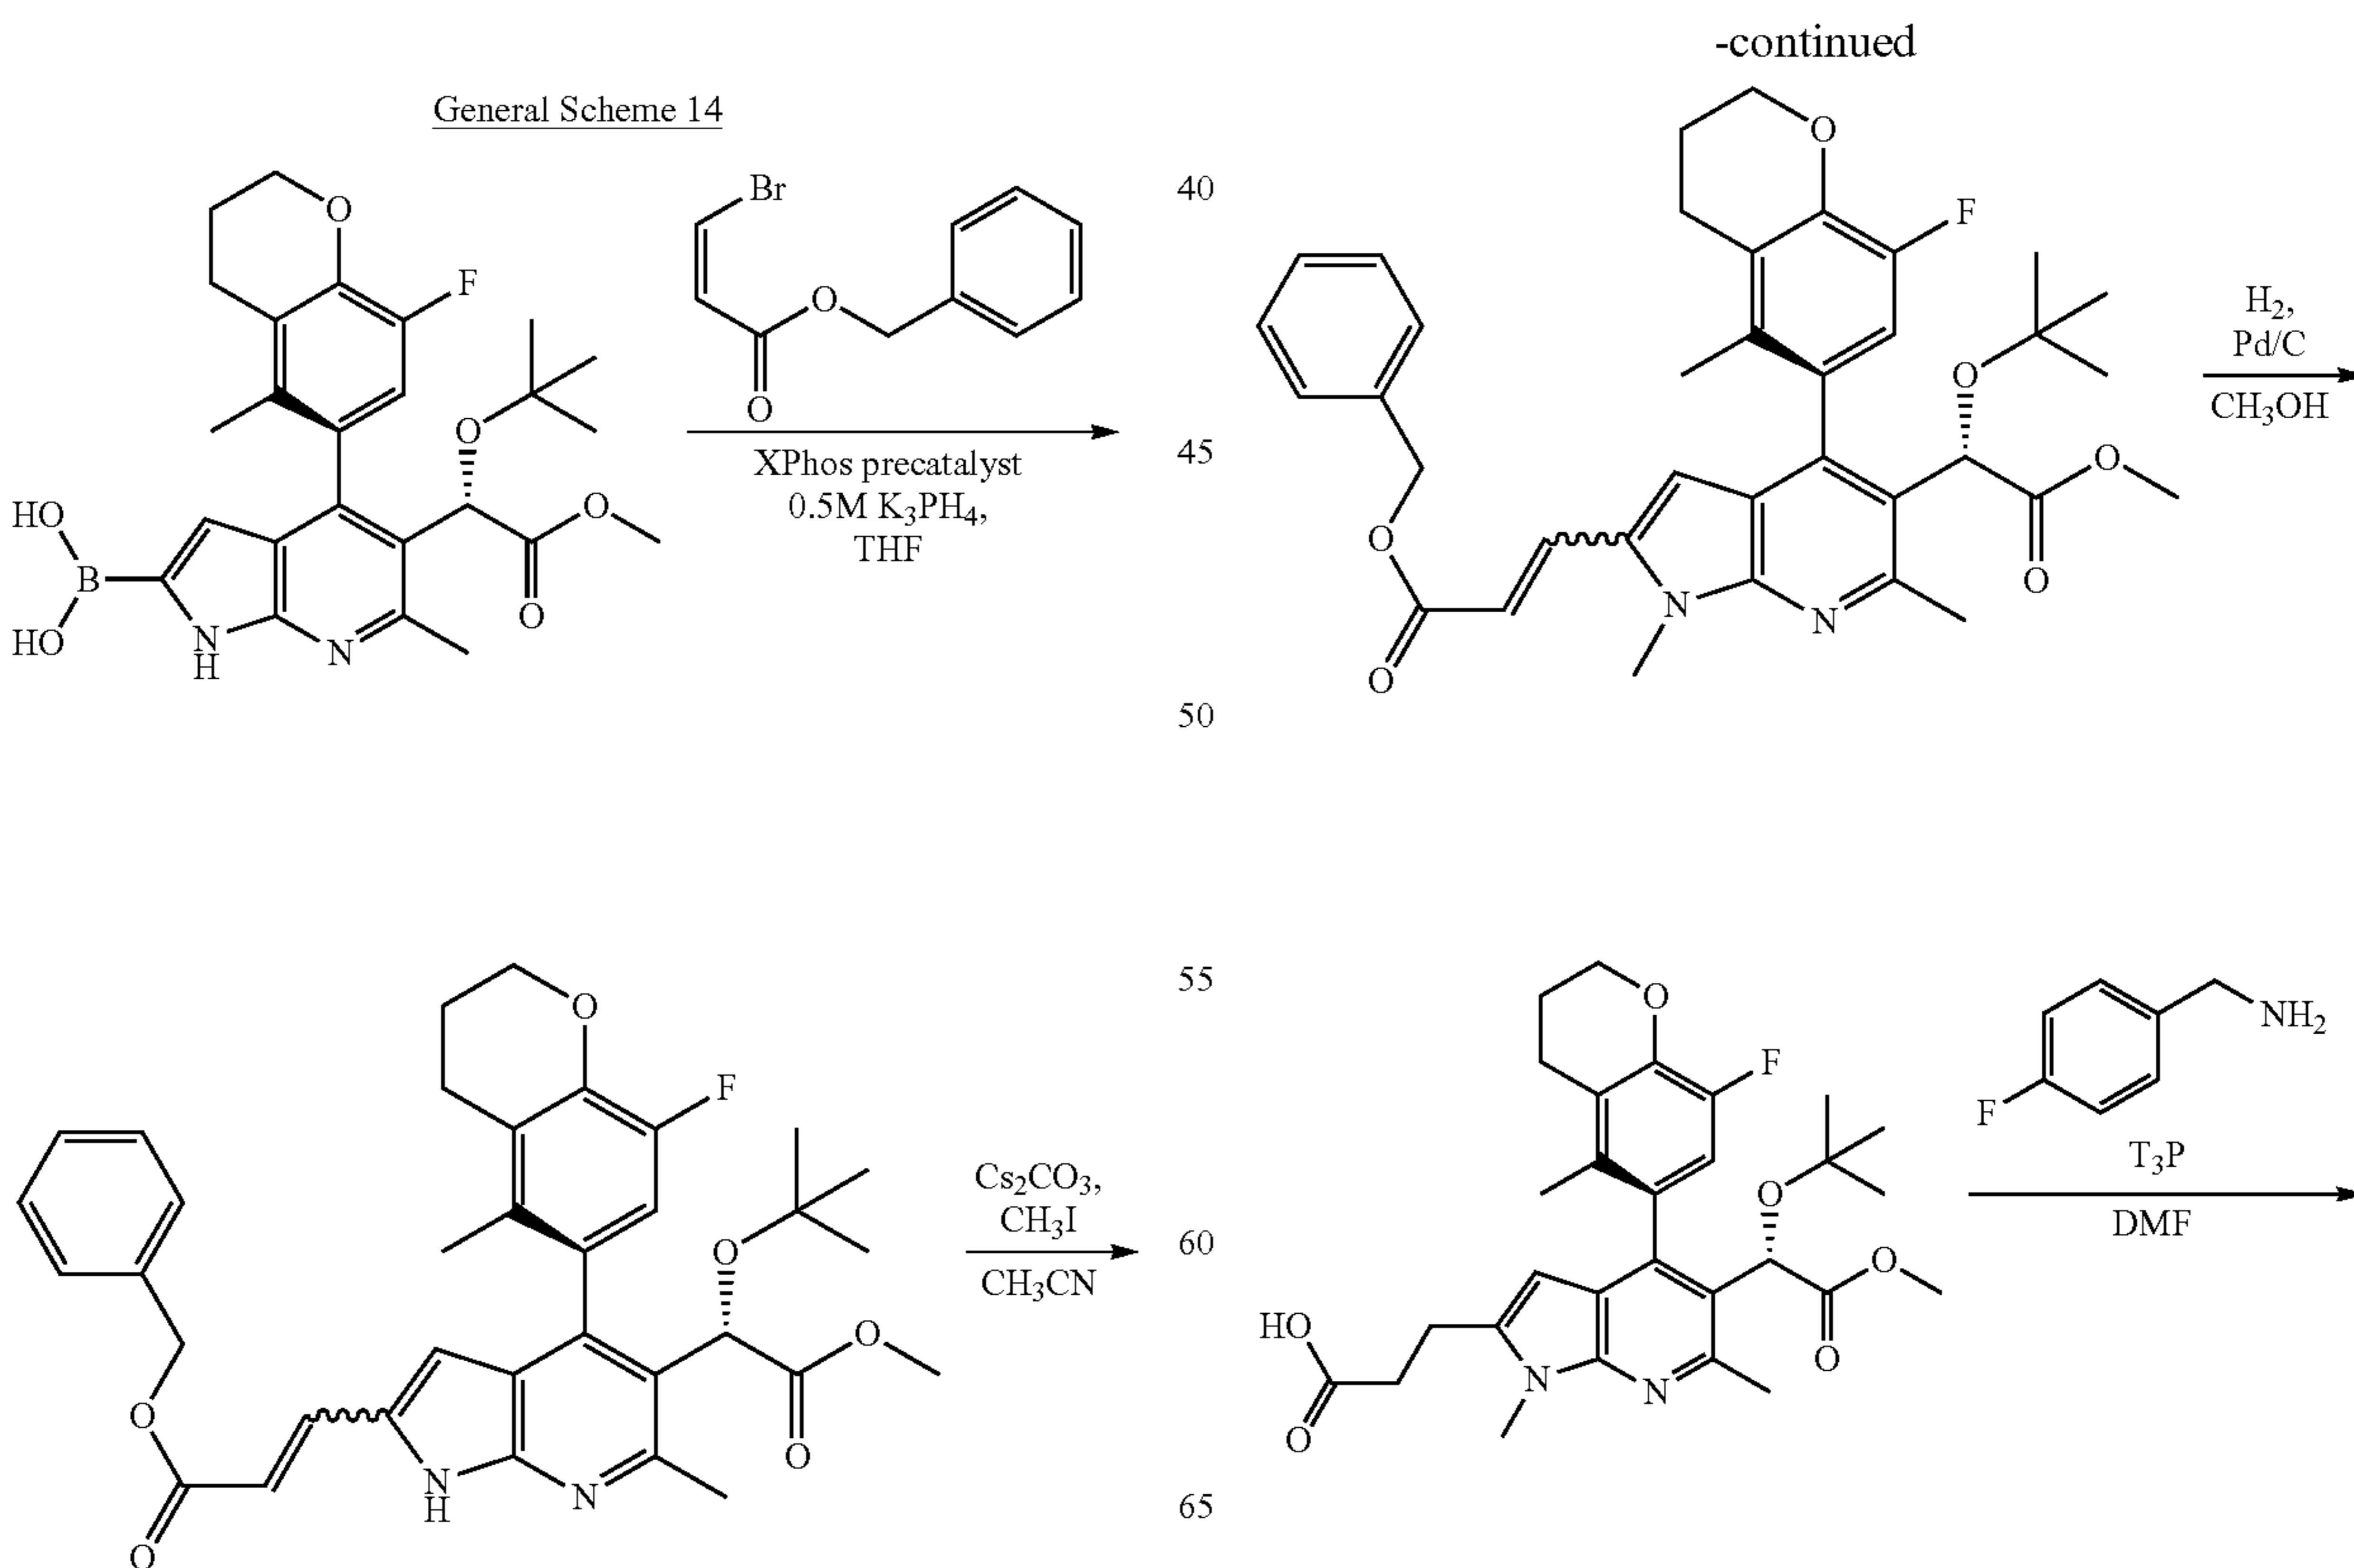 General Scheme 14
O
F
Br
O
O
O
O
O
HO
B
HO
N
H
N
XPhos precatalyst
0.5M K₃PH₄,
THF
O
F
O
O
O
O
O
N
H
N
Cs₂CO₃,
CH₃I
CH₃CN
-continued
40
45
50
55
60
65
O
F
O
O
O
O
O
N
N
H₂,
Pd/C
CH₃OH
O
F
O
O
O
HO
O
N
N
NH₂
F
T₃P
DMF